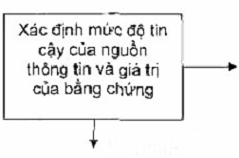 Xác định mức độ tin
cậy của nguồn
thông tin và giá trị
của bằng chứng